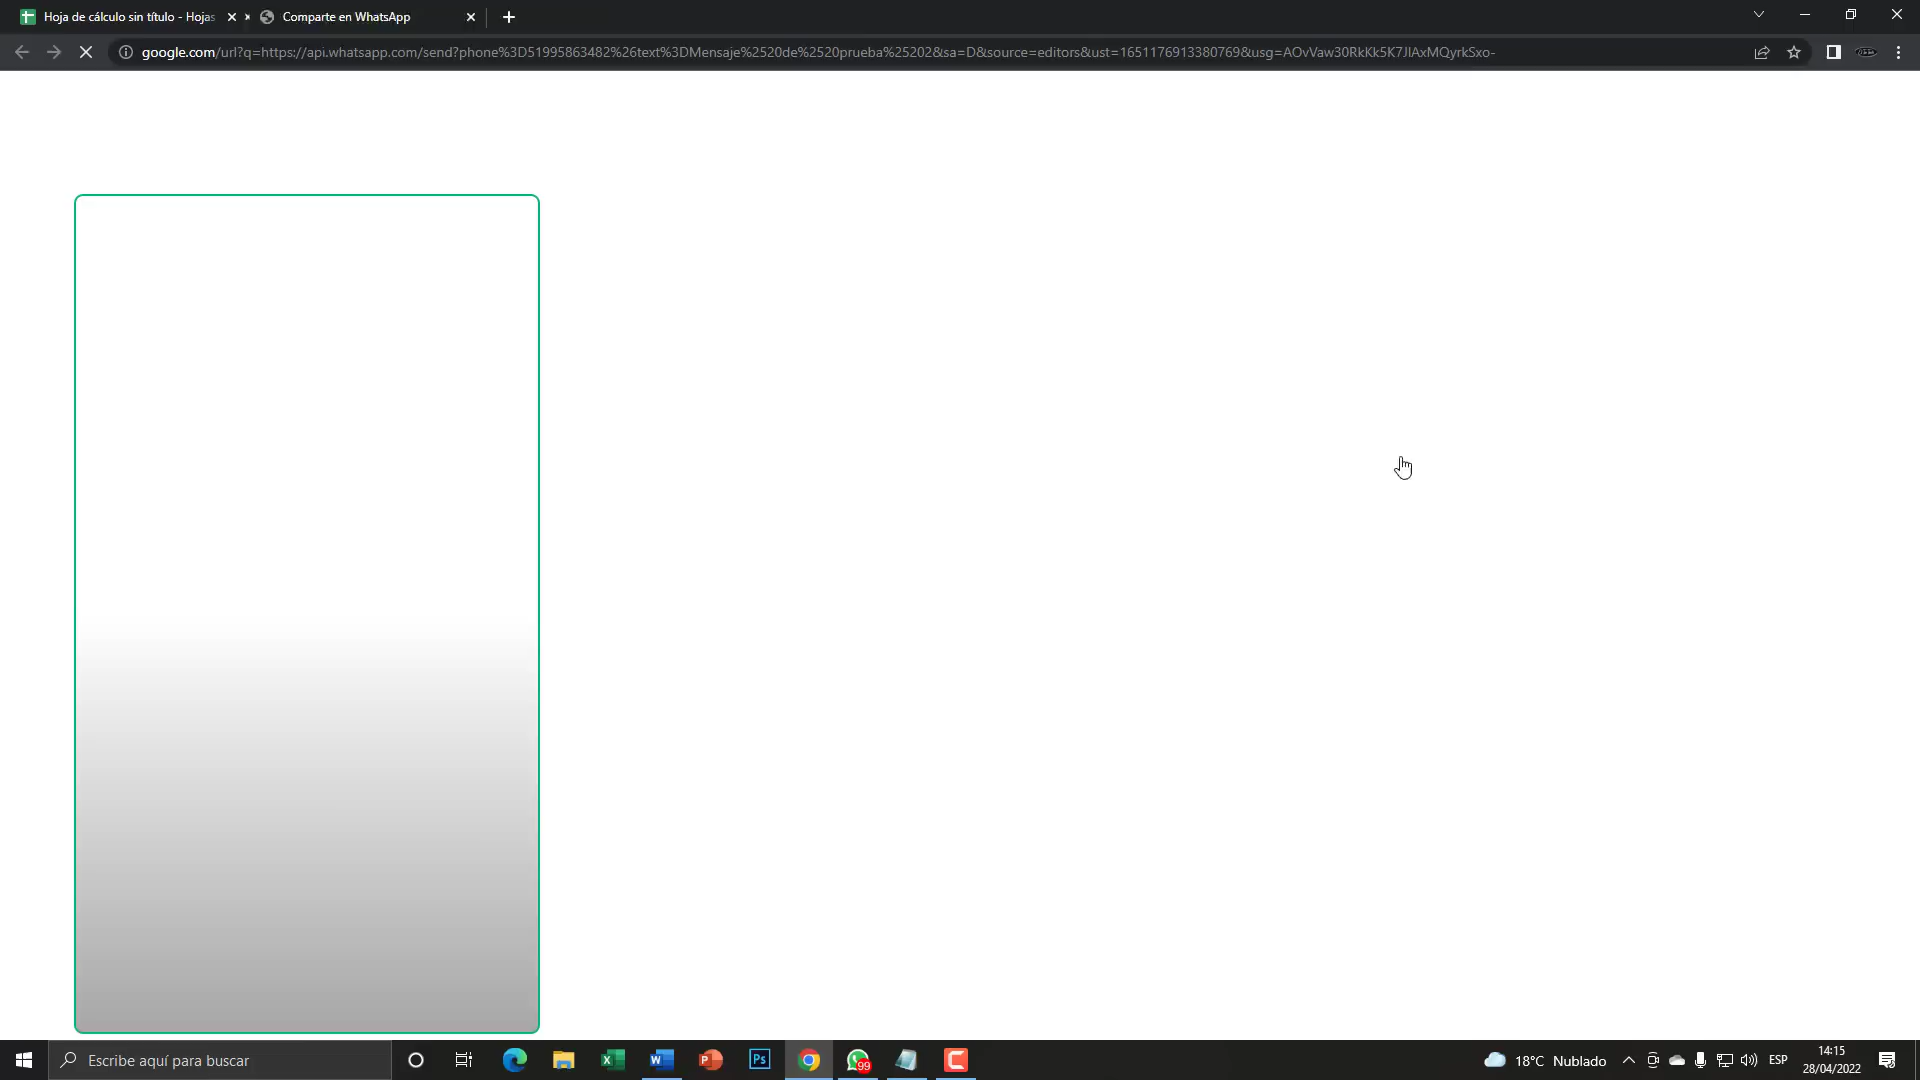 Hoja de cálculo sin título - Hojas
Comparte en WhatsApp
google.com/url?q=https://api.whatsapp.com/send?phone%3D51995863482%26text%3DMensaje%2520de%2520prueba%25202&sa=D&source=editors&ust=1651176913380769&usg=AOvVaw30RkKk5K7JIAxMQyrkSxo-
Escribe aquí para buscar
W
P
Ps
99
18°C Nublado
ESP
14:15
28/04/2022